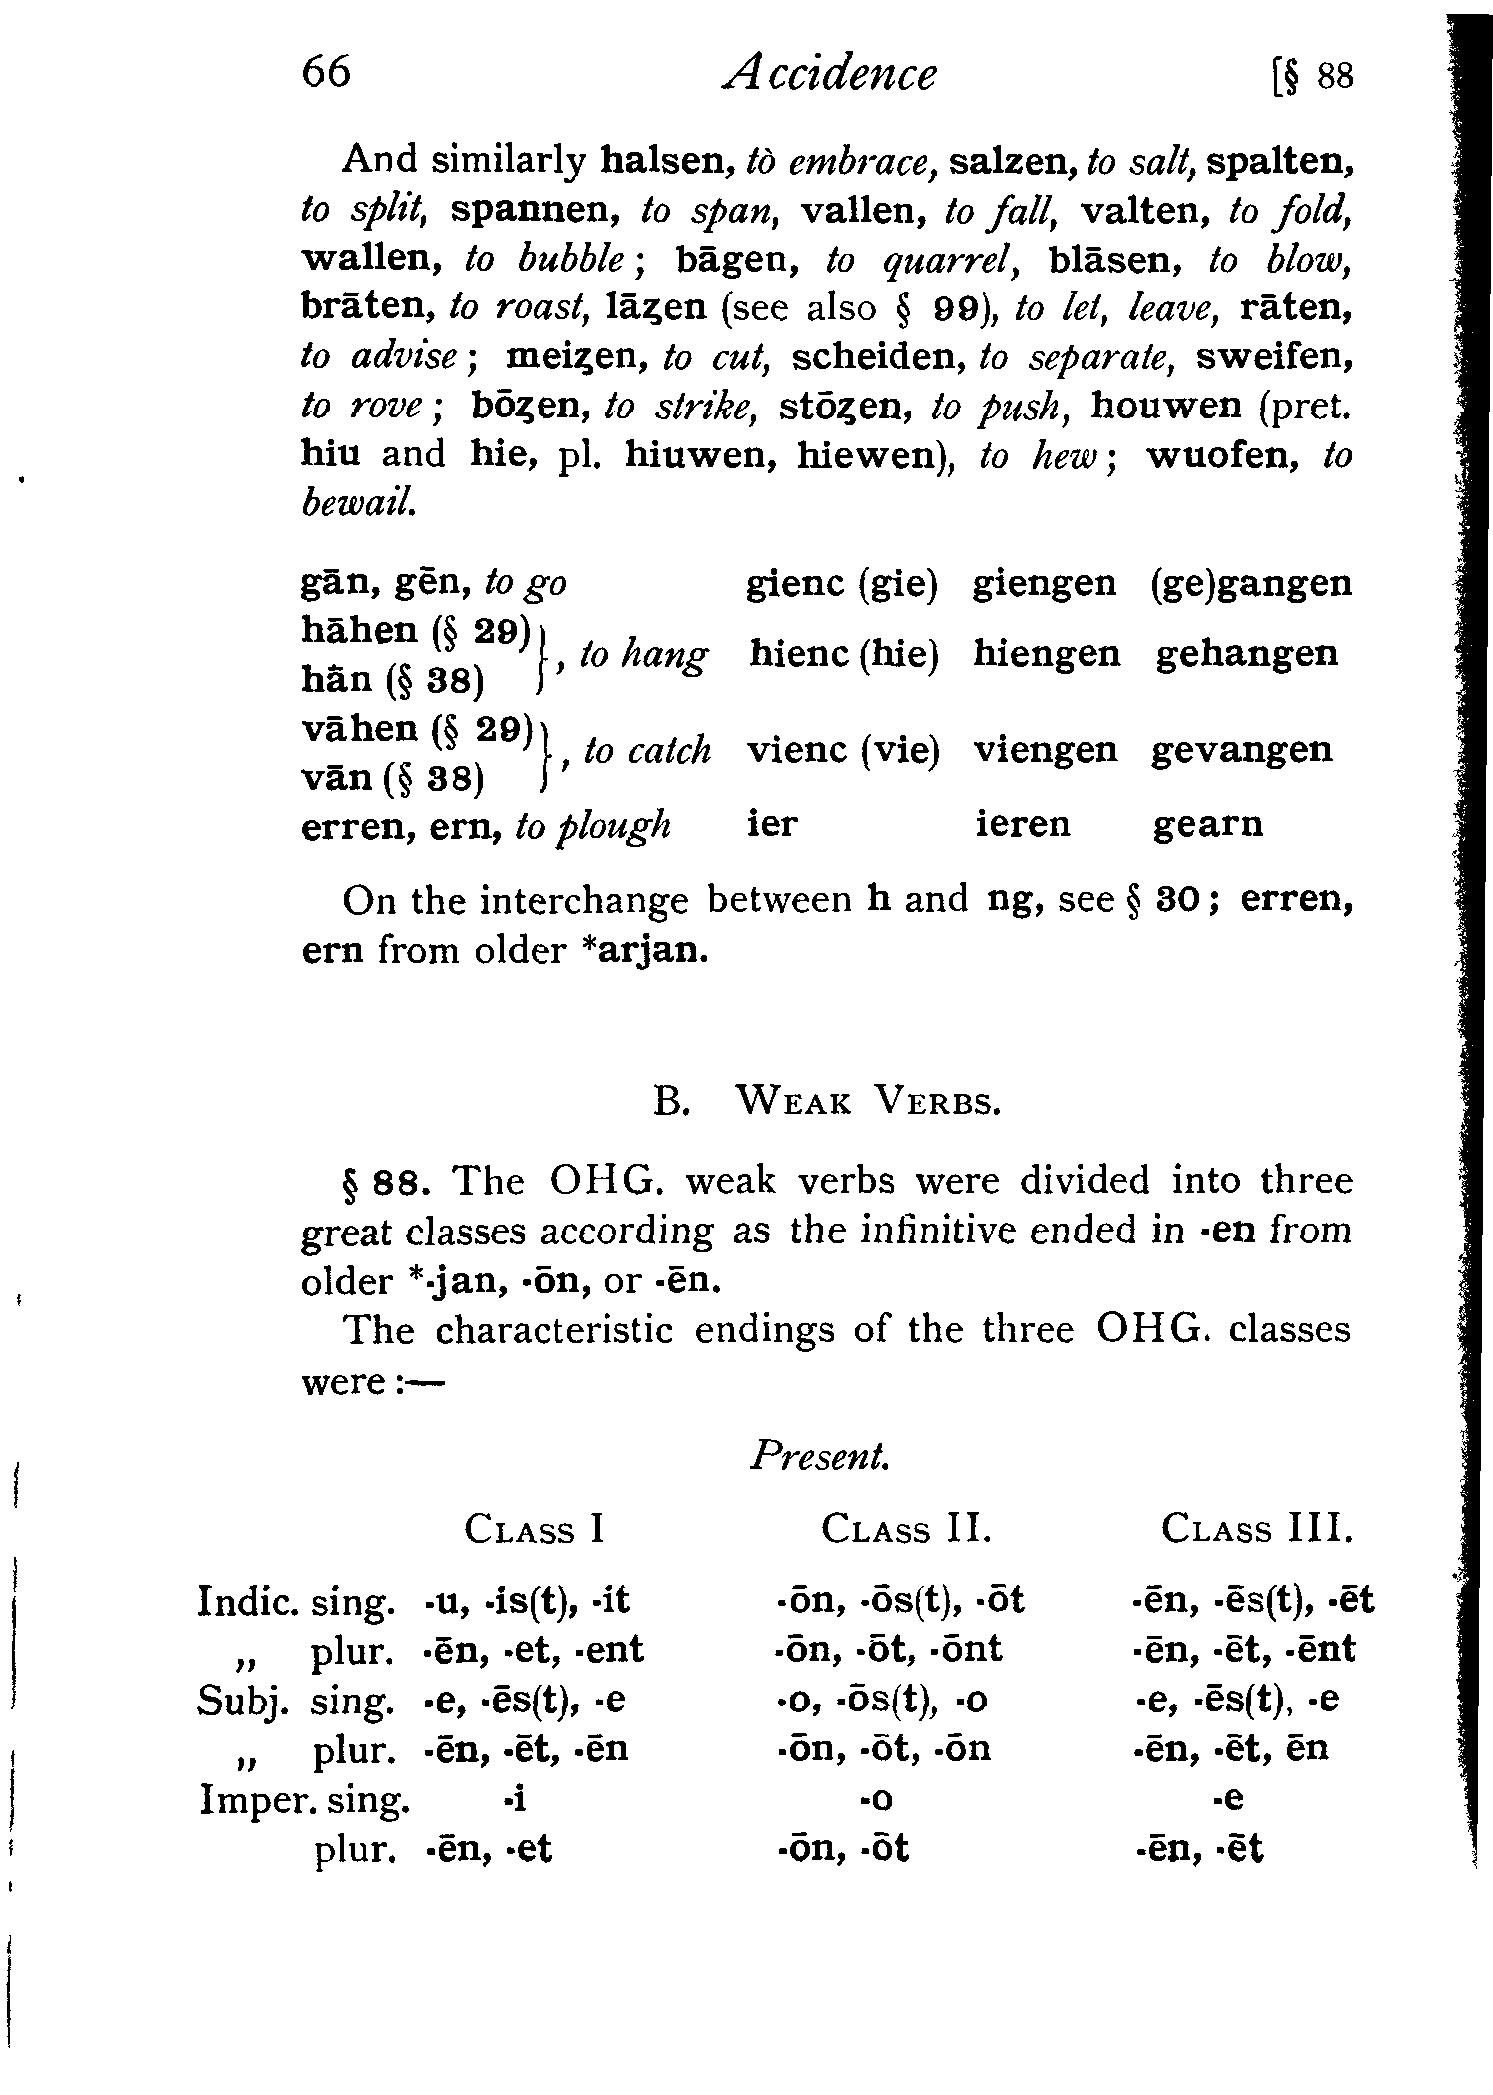 66 Accidence [§ 88
And similarly halsen, to embrace, salzen, to salt, spalten,
to split, spannen, to span, vallen, to fall, valten, to fold,
wallen, to bubble; bāgen, to quarrel, blāsen, to blow,
brāten, to roast, lāʒen (see also § 99), to let, leave, rāten,
to advise; meiʒen, to cut, scheiden, to separate, sweifen,
to rove; bōʒen, to strike, stōʒen, to push, houwen (pret.
hiu and hie, pl. hiuwen, hiewen), to hew; wuofen, to
bewail.
gān, gēn, to go gienc (gie) giengen (ge)gangen
hāhen (§ 29)
hān (§ 38) }, to hang hienc (hie) hiengen gehangen
vāhen (§ 29)
vān (§ 38) }, to catch vienc (vie) viengen gevangen
erren, ern, to plough ier ieren gearn
On the interchange between h and ng, see § 30; erren,
ern from older *arjan.
B. WEAK VERBS.
§ 88. The OHG. weak verbs were divided into three
great classes according as the infinitive ended in -en from
older *-jan, -ōn, or -ēn.
The characteristic endings of the three OHG. classes
were:—
Present.
CLASS I CLASS II. CLASS III.
Indic. sing. -u, -is(t), -it -ōn, -ōs(t), -ōt -ēn, -ēs(t), -ēt
„ plur. -ēn, -et, -ent -ōn, -ōt, -ōnt -ēn, -ēt, -ēnt
Subj. sing. -e, -ēs(t), -e -o, -ōs(t), -o -e, -ēs(t), -e
„ plur. -ēn, -ēt, -ēn -ōn, -ōt, -ōn -ēn, -ēt, ēn
Imper. sing. -i -o -e
plur. -ēn, -et -ōn, -ōt -ēn, -ēt